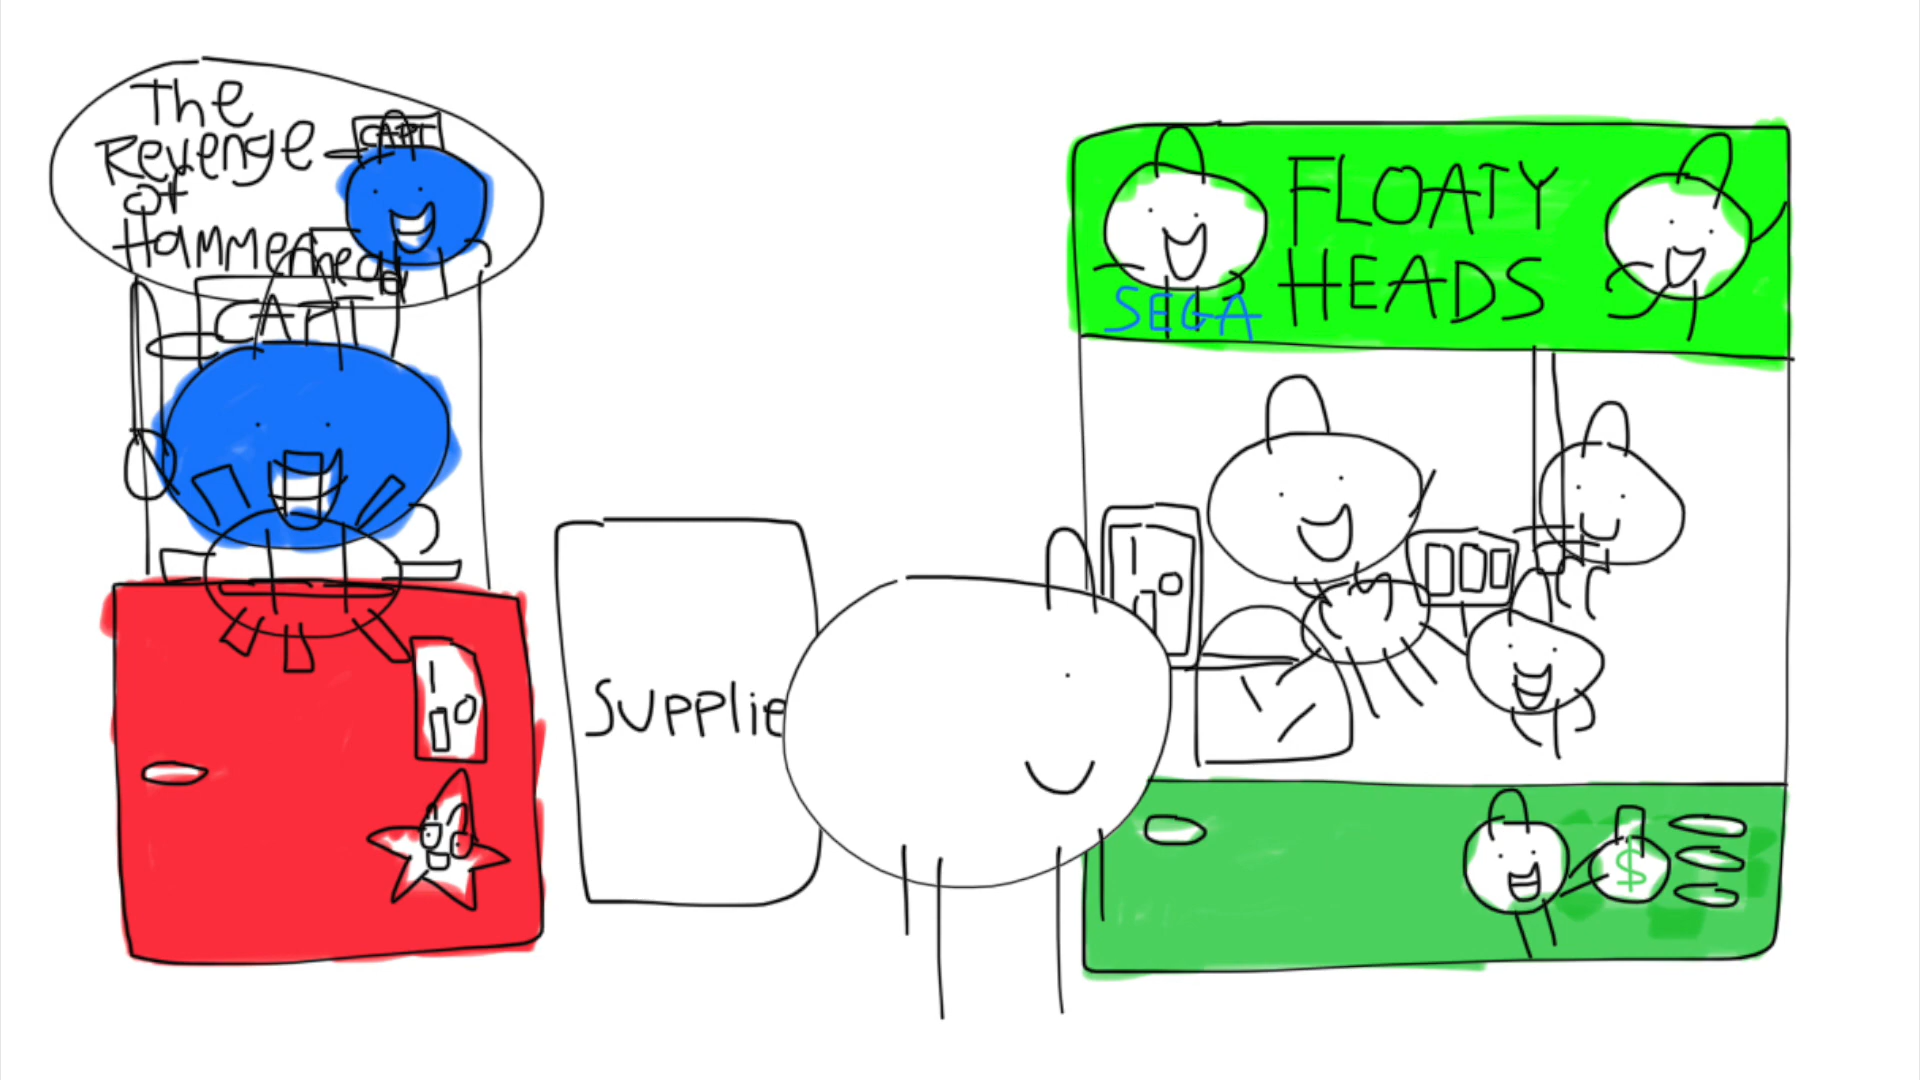 The
Revenge
of
Hammerhead
CAPT
CAPT
Supplie
FLOATY
HEADS
SEGA
$